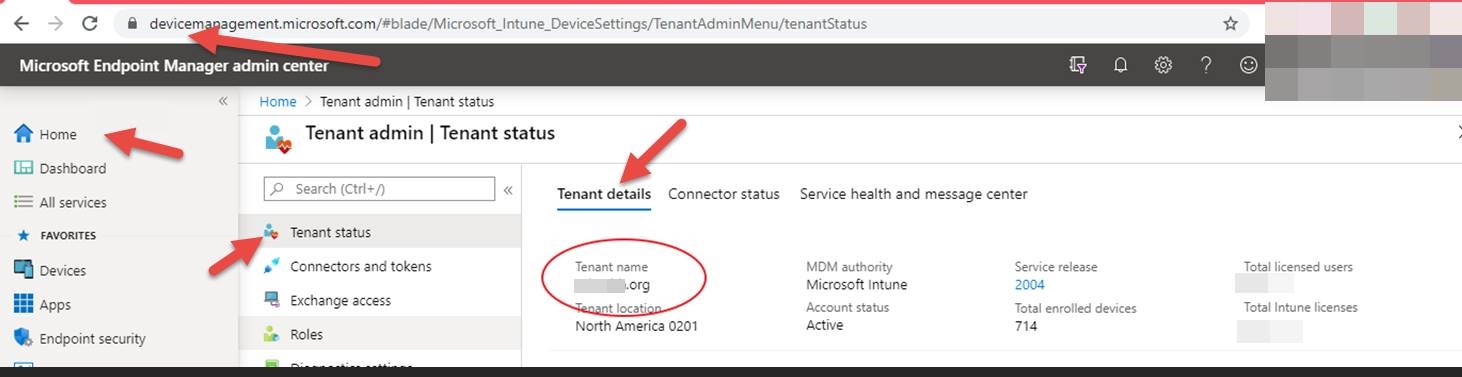 devicemanagement.microsoft.com/#blade/Microsoft_Intune_DeviceSettings/TenantAdminMenu/tenantStatus
Microsoft Endpoint Manager admin center
«
Home > Tenant admin | Tenant status
Home
Dashboard
All services
FAVORITES
Devices
Apps
Endpoint security
Tenant admin | Tenant status
Search (Ctrl+/)
«
Tenant status
Connectors and tokens
Exchange access
Roles
Diagnostics settings
Tenant details Connector status Service health and message center
Tenant name
.org
Tenant location
North America 0201
MDM authority
Microsoft Intune
Account status
Active
Service release
2004
Total enrolled devices
714
Total licensed users
Total Intune licenses